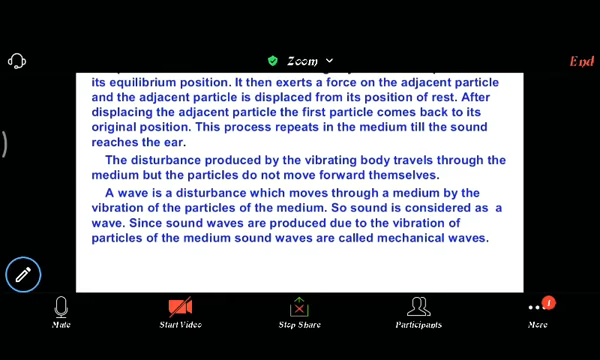 Zoom
End
its equilibrium position. It then exerts a force on the adjacent particle
and the adjacent particle is displaced from its position of rest. After
displacing the adjacent particle the first particle comes back to its
original position. This process repeats in the medium till the sound
reaches the ear.
The disturbance produced by the vibrating body travels through the
medium but the particles do not move forward themselves.
A wave is a disturbance which moves through a medium by the
vibration of the particles of the medium. So sound is considered as a
wave. Since sound waves are produced due to the vibration of
particles of the medium sound waves are called mechanical waves.
Mute Start Video Stop Share Participants More